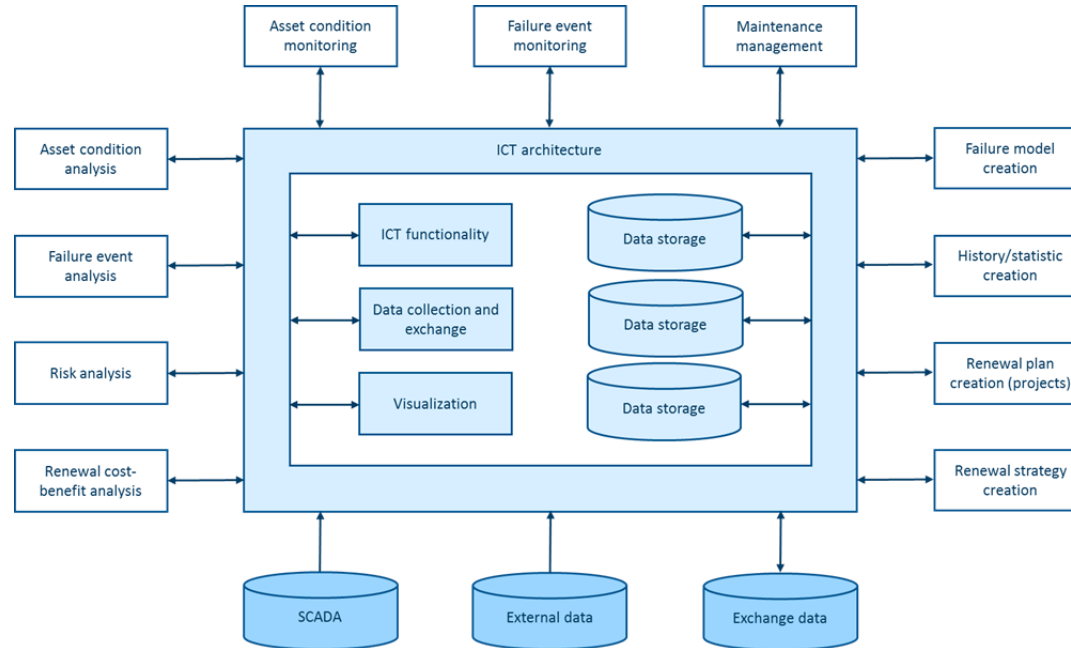 Asset condition
monitoring
Failure event
monitoring
Maintenance
management
ICT architecture
Asset condition
analysis
Failure event
analysis
Risk analysis
Renewal cost-
benefit analysis
ICT functionality
Data collection and
exchange
Visualization
Data storage
Data storage
Data storage
Failure model
creation
History/statistic
creation
Renewal plan
creation (projects)
Renewal strategy
creation
SCADA
External data
Exchange data